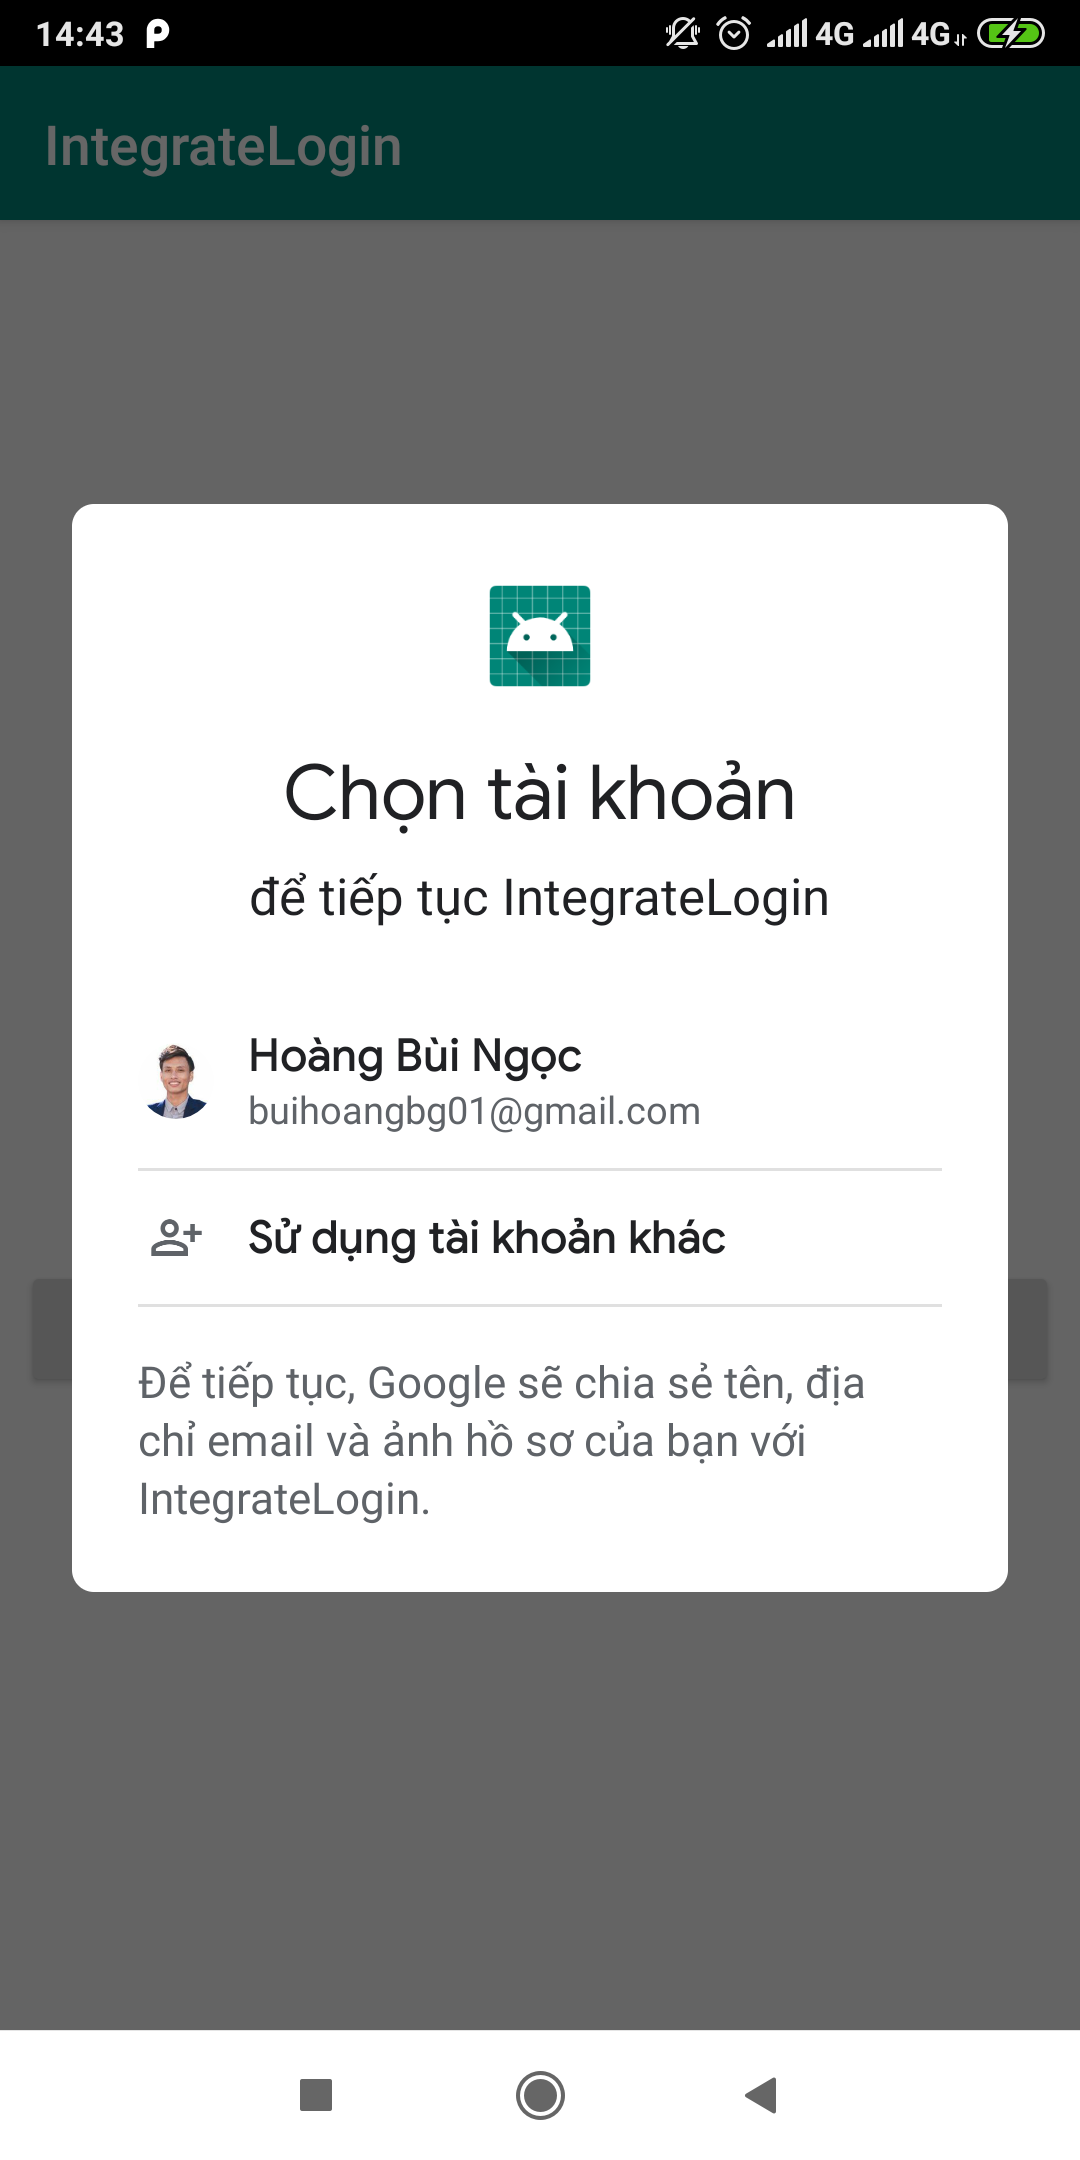 14:43
4G 4G
IntegrateLogin
Chọn tài khoản
để tiếp tục IntegrateLogin
Hoàng Bùi Ngọc
buihoangbg01@gmail.com
Sử dụng tài khoản khác
Để tiếp tục, Google sẽ chia sẻ tên, địa
chỉ email và ảnh hồ sơ của bạn với
IntegrateLogin.